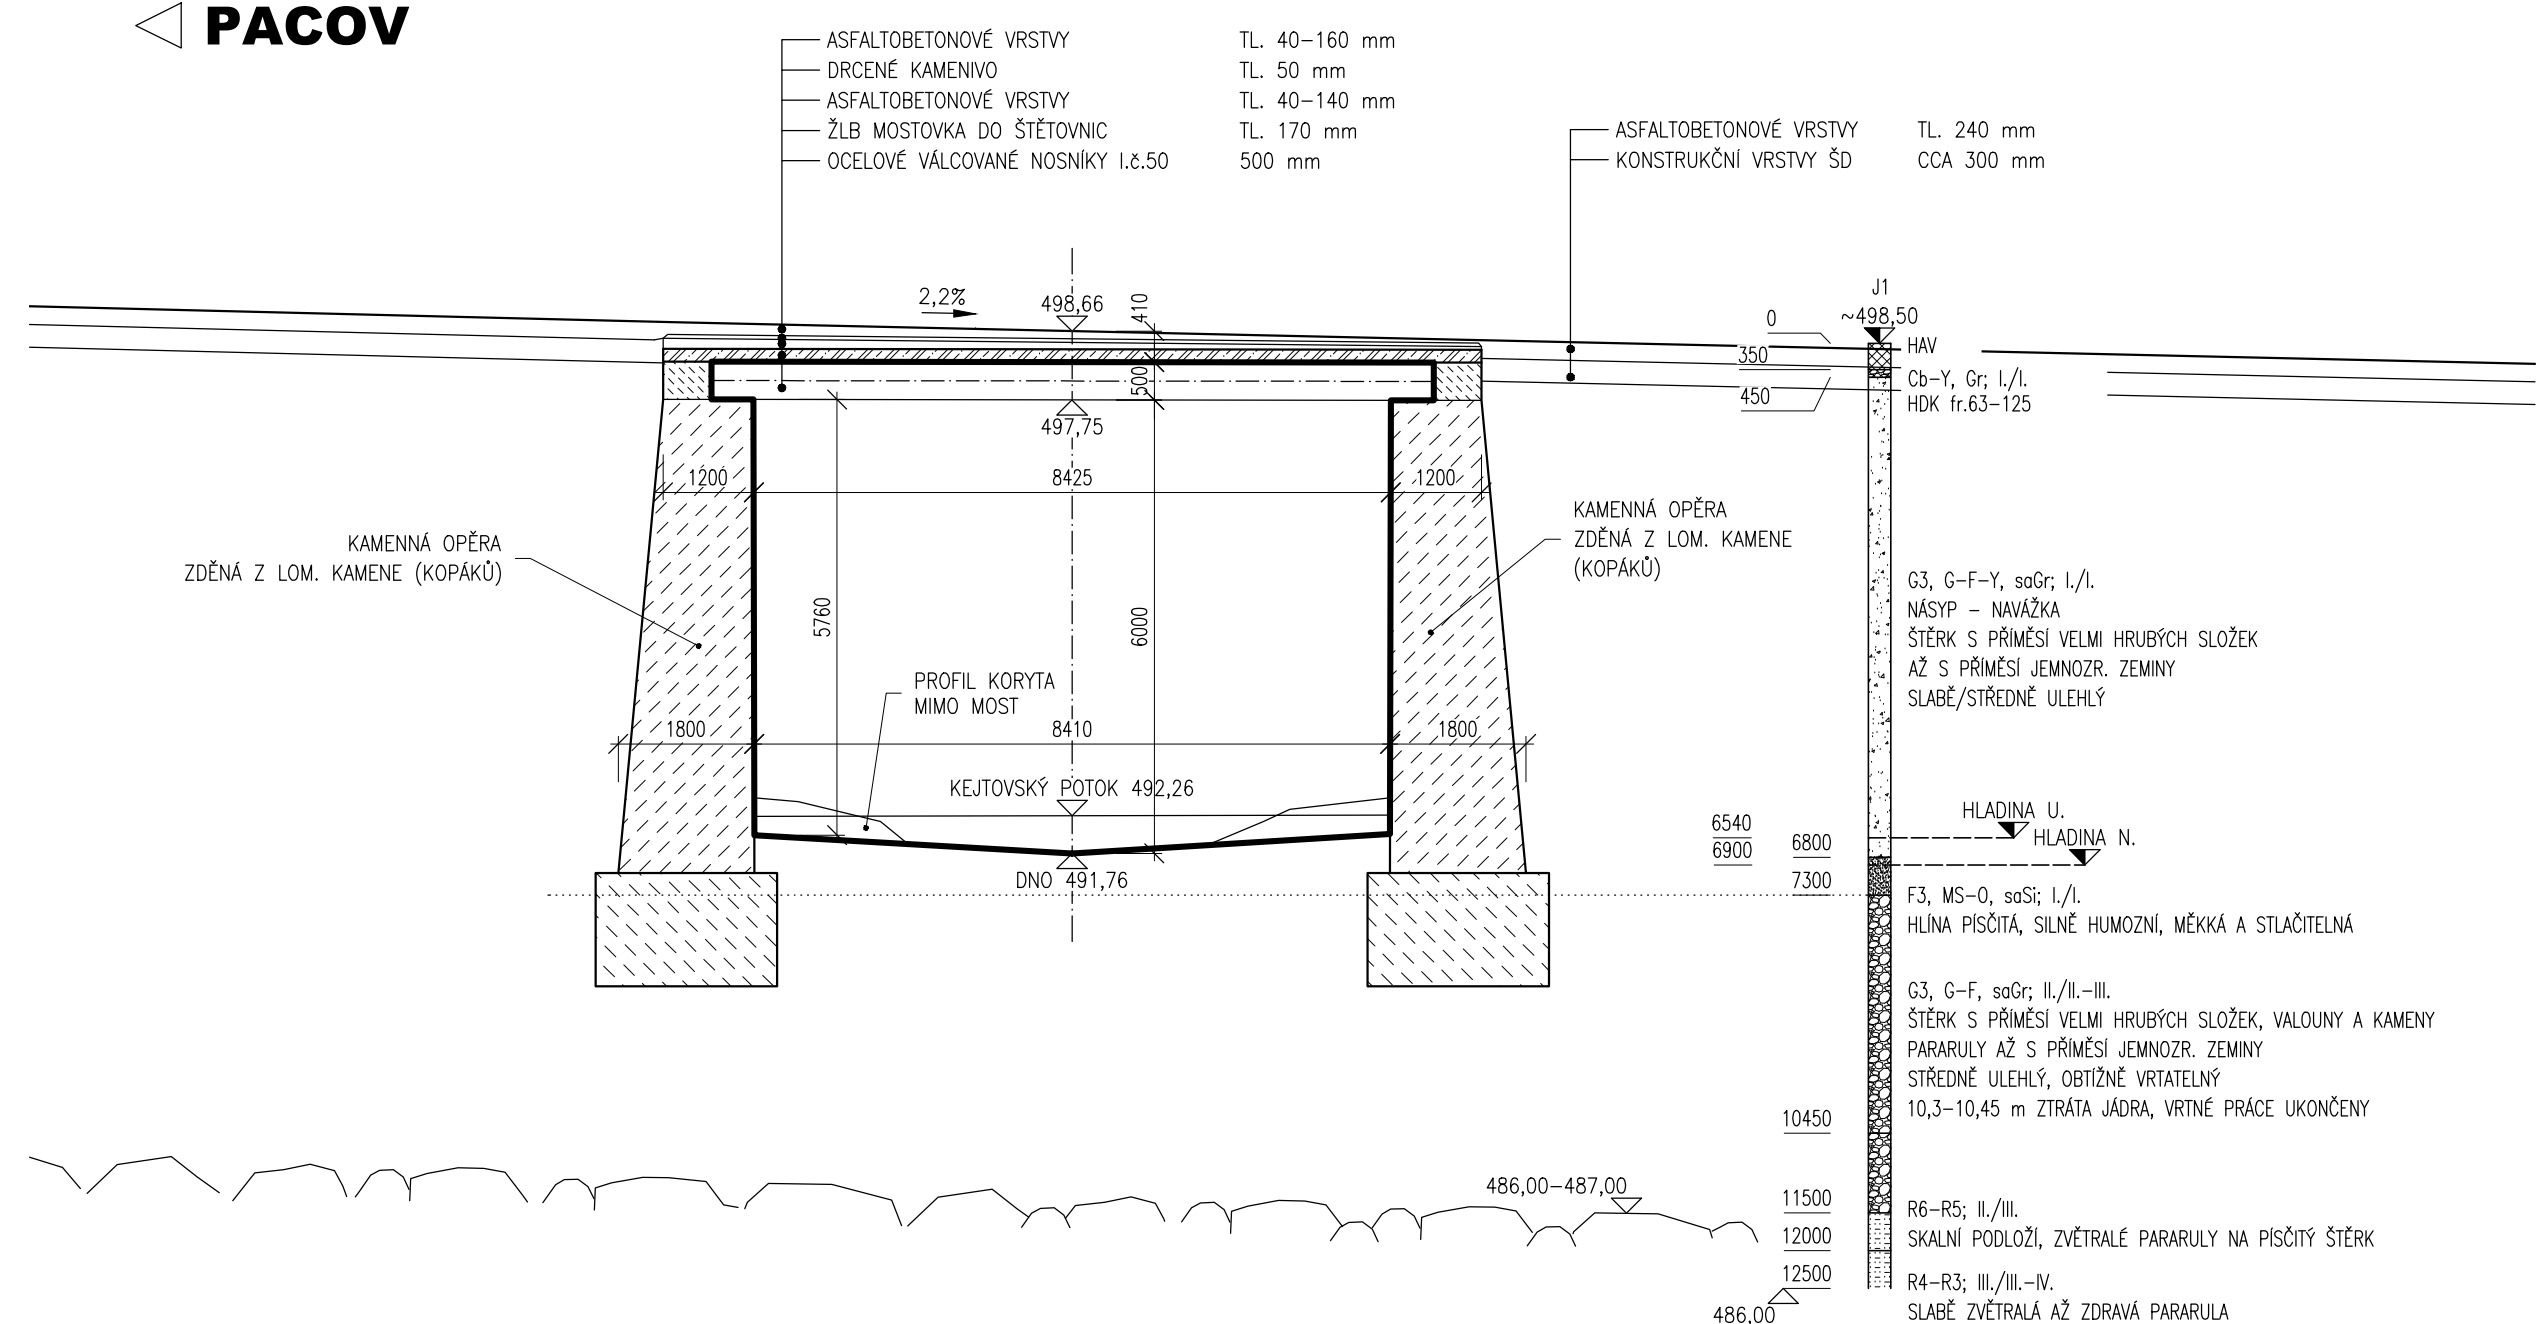 PACOV
ASFALTOBETONOVÉ VRSTVY TL. 40-160 mm
DRCENÉ KAMENIVO TL. 50 mm
ASFALTOBETONOVÉ VRSTVY TL. 40-140 mm
ŽLB MOSTOVKA DO ŠTĚTOVNIC TL. 170 mm
OCELOVÉ VÁLCOVANÉ NOSNÍKY I.č.50 500 mm
ASFALTOBETONOVÉ VRSTVY TL. 240 mm
KONSTRUKČNÍ VRSTVY ŠD CCA 300 mm
2,2%
498,66
410
500
497,75
1200
8425
1200
KAMENNÁ OPĚRA
ZDĚNÁ Z LOM. KAMENE (KOPÁKŮ)
KAMENNÁ OPĚRA
ZDĚNÁ Z LOM. KAMENE
(KOPÁKŮ)
5760
6000
PROFIL KORYTA
MIMO MOST
1800
8410
1800
KEJTOVSKÝ POTOK 492,26
DNO 491,76
J1
~498,50
0
HAV
350
Cb-Y, Gr; I./I.
450
HDK fr.63-125
G3, G-F-Y, saGr; I./I.
NÁSYP - NAVÁŽKA
ŠTĚRK S PŘÍMĚSÍ VELMI HRUBÝCH SLOŽEK
AŽ S PŘÍMĚSÍ JEMNOZR. ZEMINY
SLABĚ/STŘEDNĚ ULEHLÝ
HLADINA U.
6540
HLADINA N.
6800
6900
7300
F3, MS-O, saSi; I./I.
HLÍNA PÍSČITÁ, SILNĚ HUMOZNÍ, MĚKKÁ A STLAČITELNÁ
G3, G-F, saGr; II./II.-III.
ŠTĚRK S PŘÍMĚSÍ VELMI HRUBÝCH SLOŽEK, VALOUNY A KAMENY
PARARULY AŽ S PŘÍMĚSÍ JEMNOZR. ZEMINY
STŘEDNĚ ULEHLÝ, OBTÍŽNĚ VRTATELNÝ
10,3-10,45 m ZTRÁTA JÁDRA, VRTNÉ PRÁCE UKONČENY
10450
486,00-487,00
11500
R6-R5; II./III.
12000
SKALNÍ PODLOŽÍ, ZVĚTRALÉ PARARULY NA PÍSČITÝ ŠTĚRK
12500
R4-R3; III./III.-IV.
486,00
SLABĚ ZVĚTRALÁ AŽ ZDRAVÁ PARARULA